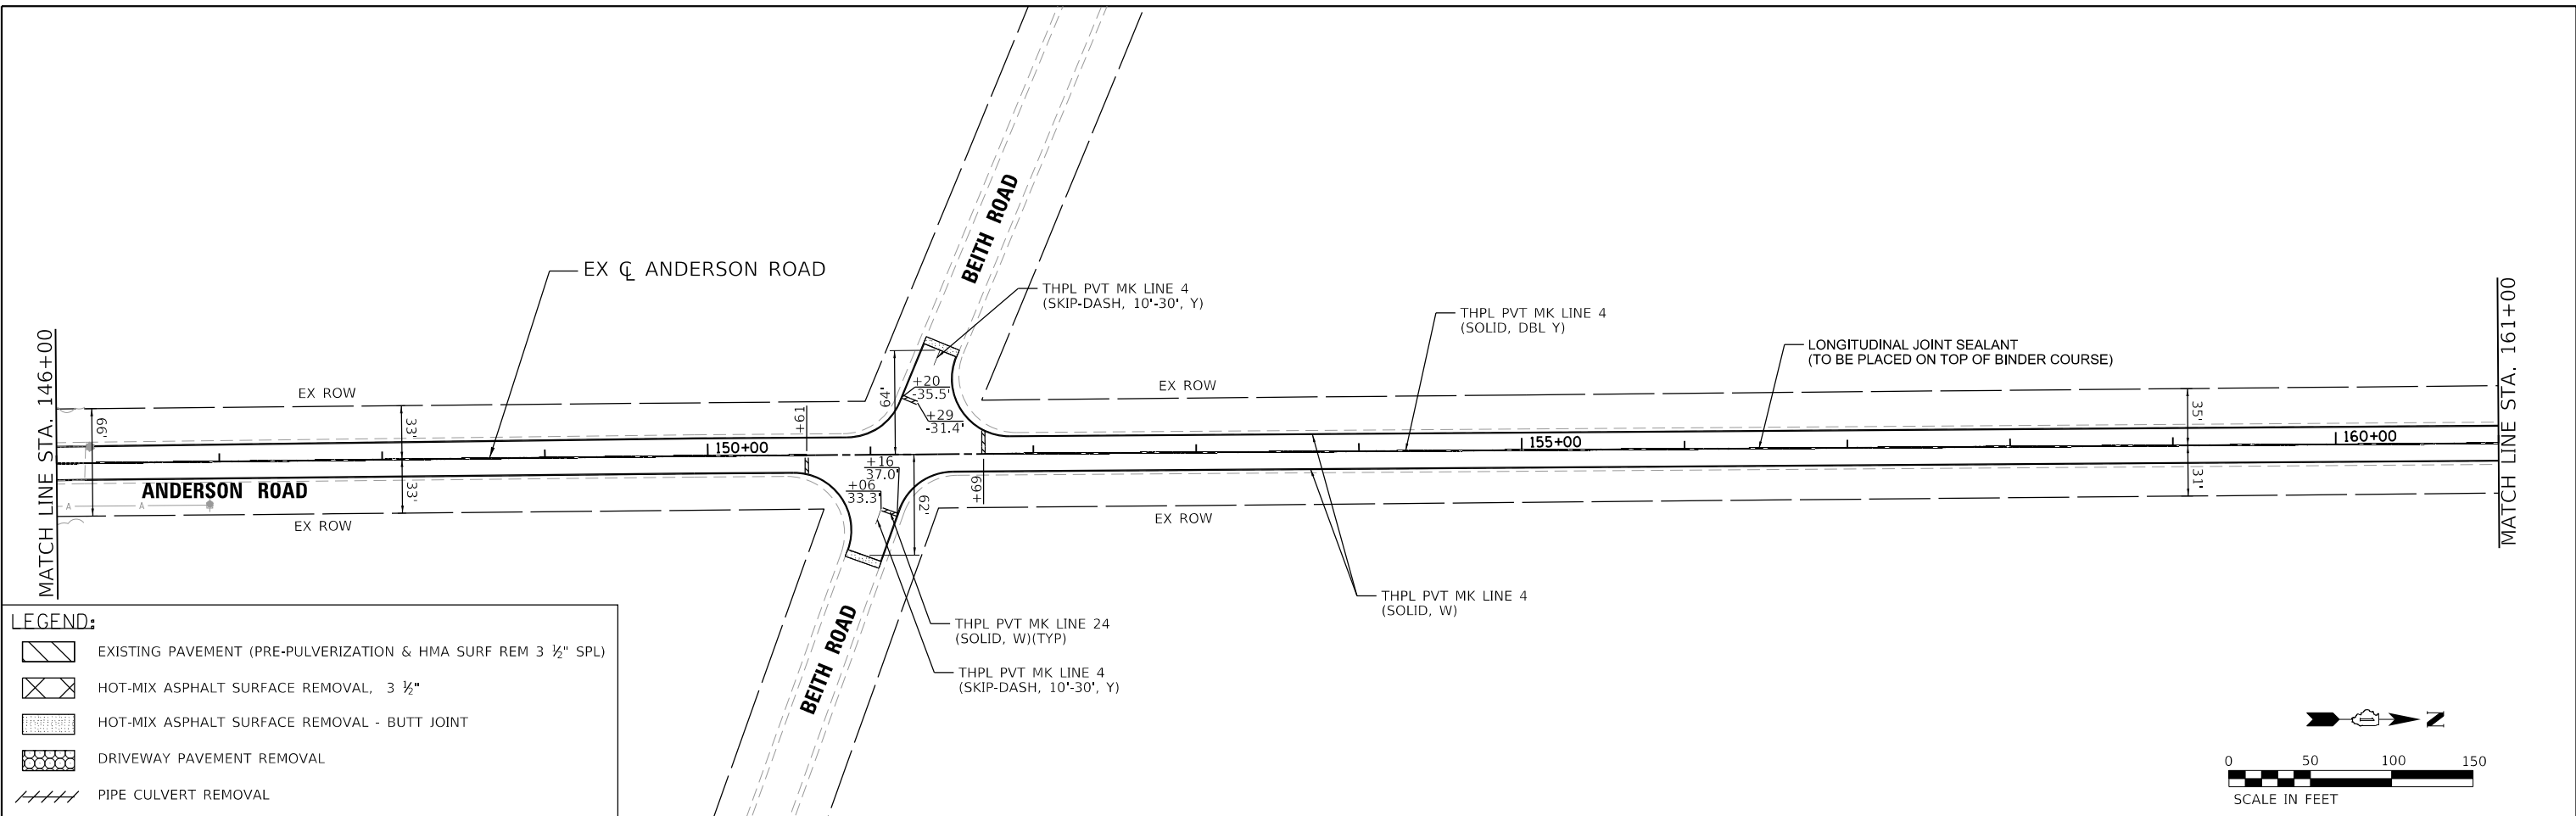 MATCH LINE STA. 146+00
MATCH LINE STA. 161+00
EX ℄ ANDERSON ROAD
BEITH ROAD
THPL PVT MK LINE 4
(SKIP-DASH, 10'-30', Y)
THPL PVT MK LINE 4
(SOLID, DBL Y)
LONGITUDINAL JOINT SEALANT
(TO BE PLACED ON TOP OF BINDER COURSE)
EX ROW
EX ROW
66'
33'
33'
+61
64'
+20
-35.5'
+29
-31.4'
35'
31'
150+00
155+00
160+00
+69
+16
37.0'
+06
33.3'
62'
ANDERSON ROAD
A
A
EX ROW
EX ROW
THPL PVT MK LINE 4
(SOLID, W)
THPL PVT MK LINE 24
(SOLID, W)(TYP)
THPL PVT MK LINE 4
(SKIP-DASH, 10'-30', Y)
BEITH ROAD
LEGEND:
EXISTING PAVEMENT (PRE-PULVERIZATION & HMA SURF REM 3 ½" SPL)
HOT-MIX ASPHALT SURFACE REMOVAL, 3 ½"
HOT-MIX ASPHALT SURFACE REMOVAL - BUTT JOINT
DRIVEWAY PAVEMENT REMOVAL
PIPE CULVERT REMOVAL
N
0 50 100 150
SCALE IN FEET